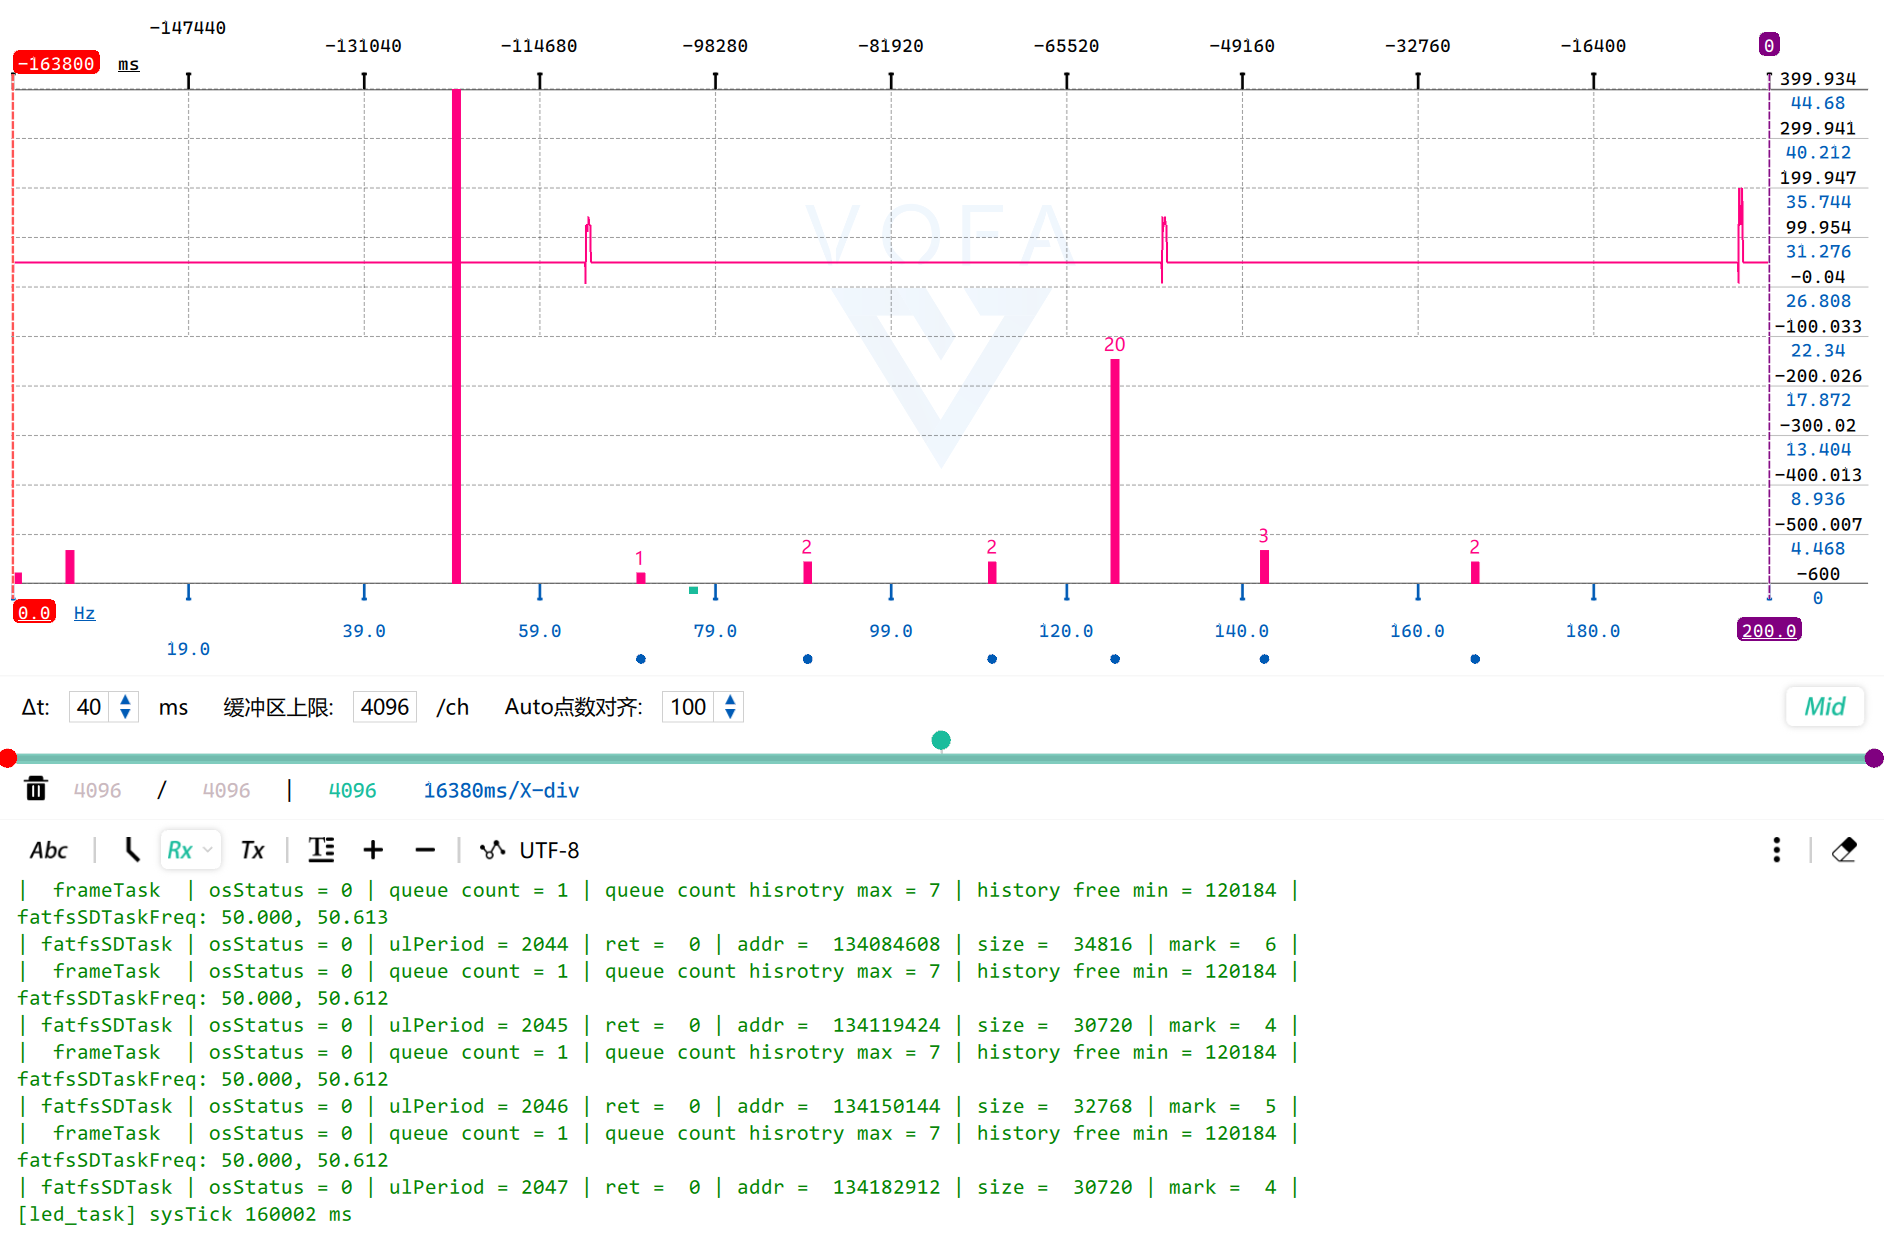 -147440
-131040 -114680 -98280 -81920 -65520 -49160 -32760 -16400 0
-163800 ms
399.934
44.68
299.941
40.212
199.947
35.744
99.954
31.276
-0.04
26.808
-100.033
22.34
-200.026
17.872
-300.02
13.404
-400.013
8.936
-500.007
4.468
-600
0
VOFA
20
1 2 2 3 2
0.0 Hz
39.0 59.0 79.0 99.0 120.0 140.0 160.0 180.0 200.0
19.0
Δt: 40 ms 缓冲区上限: 4096 /ch Auto点数对齐: 100 Mid
4096 / 4096 | 4096 16380ms/X-div
Abc | Rx Tx | T + − | UTF-8
| frameTask | osStatus = 0 | queue count = 1 | queue count hisrotry max = 7 | history free min = 120184 |
fatfsSDTaskFreq: 50.000, 50.613
| fatfsSDTask | osStatus = 0 | ulPeriod = 2044 | ret = 0 | addr = 134084608 | size = 34816 | mark = 6 |
| frameTask | osStatus = 0 | queue count = 1 | queue count hisrotry max = 7 | history free min = 120184 |
fatfsSDTaskFreq: 50.000, 50.612
| fatfsSDTask | osStatus = 0 | ulPeriod = 2045 | ret = 0 | addr = 134119424 | size = 30720 | mark = 4 |
| frameTask | osStatus = 0 | queue count = 1 | queue count hisrotry max = 7 | history free min = 120184 |
fatfsSDTaskFreq: 50.000, 50.612
| fatfsSDTask | osStatus = 0 | ulPeriod = 2046 | ret = 0 | addr = 134150144 | size = 32768 | mark = 5 |
| frameTask | osStatus = 0 | queue count = 1 | queue count hisrotry max = 7 | history free min = 120184 |
fatfsSDTaskFreq: 50.000, 50.612
| fatfsSDTask | osStatus = 0 | ulPeriod = 2047 | ret = 0 | addr = 134182912 | size = 30720 | mark = 4 |
[led_task] sysTick 160002 ms